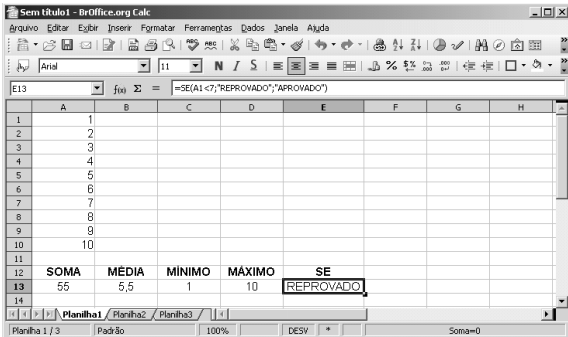 Sem título1 - BrOffice.org Calc
Arquivo Editar Exibir Inserir Formatar Ferramentas Dados Janela Ajuda
Arial 11 N I S
E13 f(x) Σ = =SE(A1<7;"REPROVADO";"APROVADO")
A B C D E F G H
1 1
2 2
3 3
4 4
5 5
6 6
7 7
8 8
9 9
10 10
11
12 SOMA MÉDIA MÍNIMO MÁXIMO SE
13 55 5,5 1 10 REPROVADO
14
Planilha1 Planilha2 Planilha3
Planilha 1 / 3 Padrão 100% DESV * Soma=0